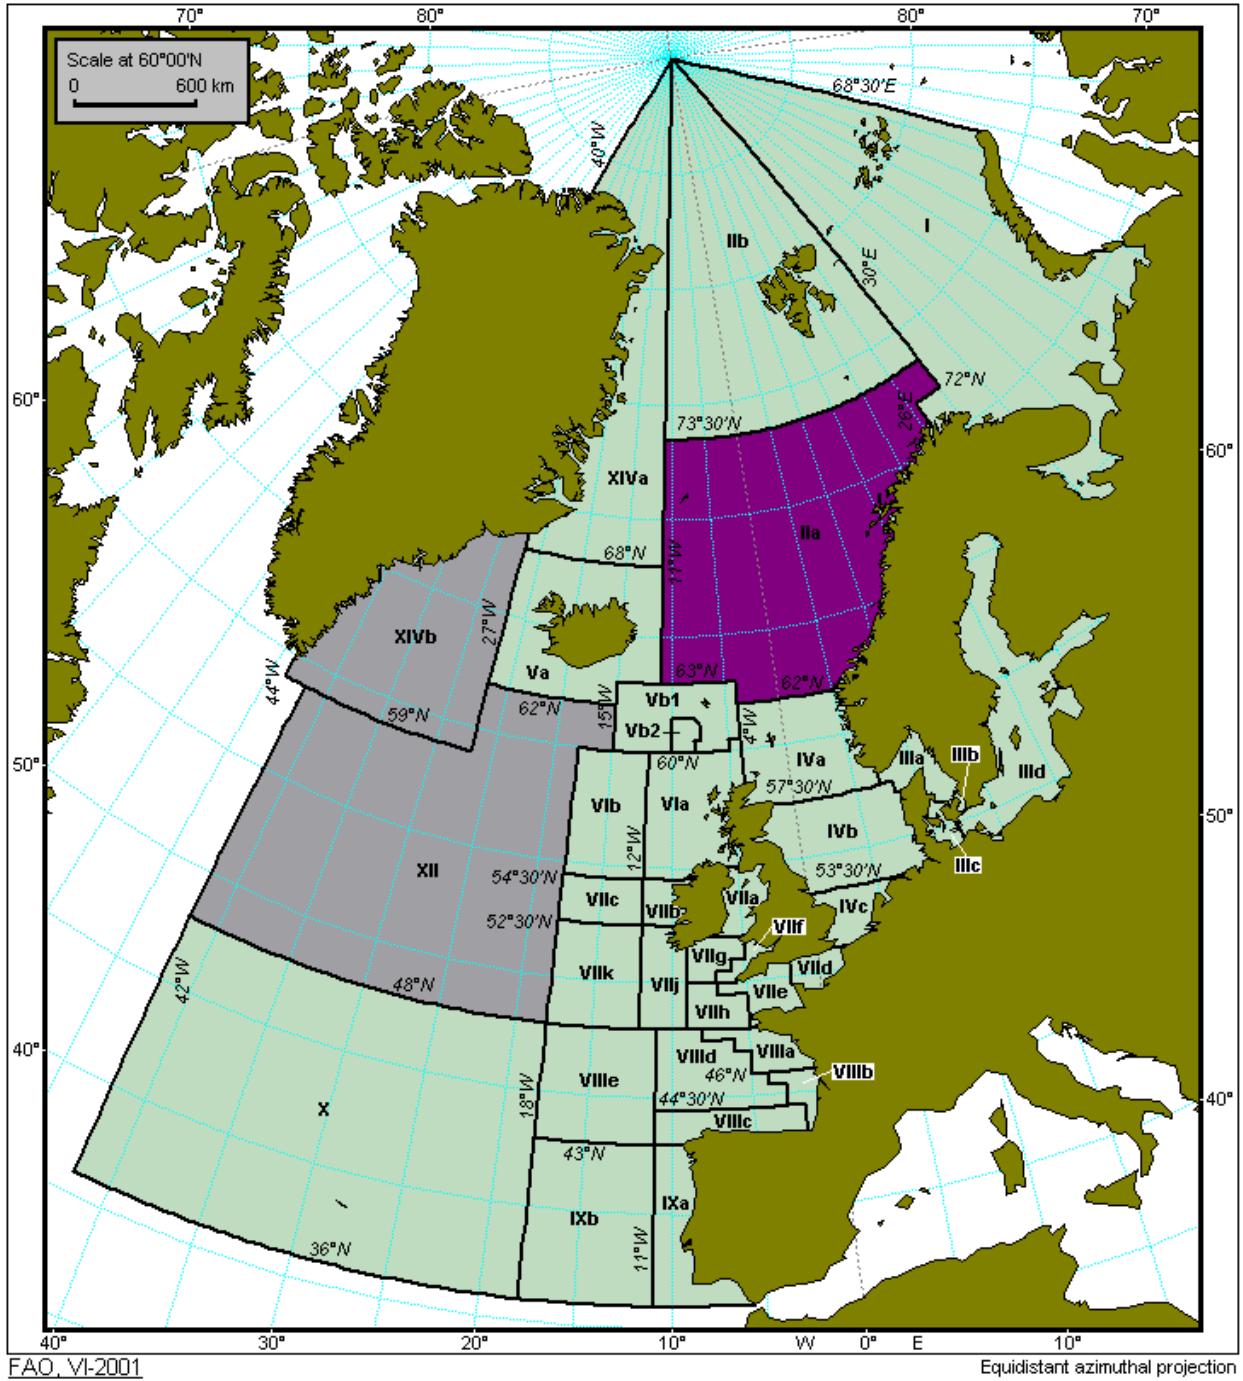 70° 80° 80° 70°
Scale at 60°00'N
0 600 km
68°30'E
40°W
IIb
I
30°E
72°N
60°
26°E
73°30'N
60°
XIVa
IIa
68°N
11°W
27°W
XIVb
Va
63°N
62°N
44°W
59°N
62°N
15°W
Vb1
Vb2
4°W
60°N
IVa
IIIa
IIIb
IIId
50°
57°30'N
VIb
VIa
IVb
50°
12°W
IIIc
XII
54°30'N
53°30'N
VIIc
VIIb
VIIa
IVc
52°30'N
VIIf
VIIg
VIId
42°W
48°N
VIIk
VIIj
VIIe
VIIh
40°
VIIId
VIIIa
46°N
VIIIb
VIIIe
18°W
44°30'N
40°
X
VIIIc
43°N
IXb
IXa
36°N
11°W
40° 30° 20° 10° W 0° E 10°
FAO, VI-2001
Equidistant azimuthal projection